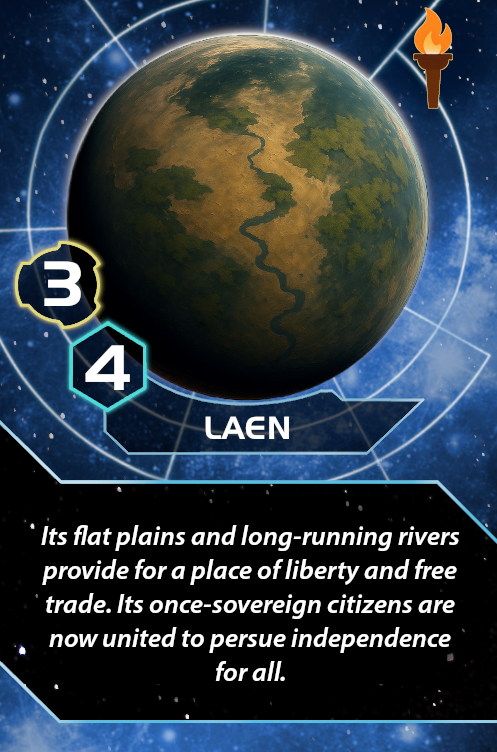 3
4
LAEN
Its flat plains and long-running rivers
provide for a place of liberty and free
trade. Its once-sovereign citizens are
now united to persue independence
for all.